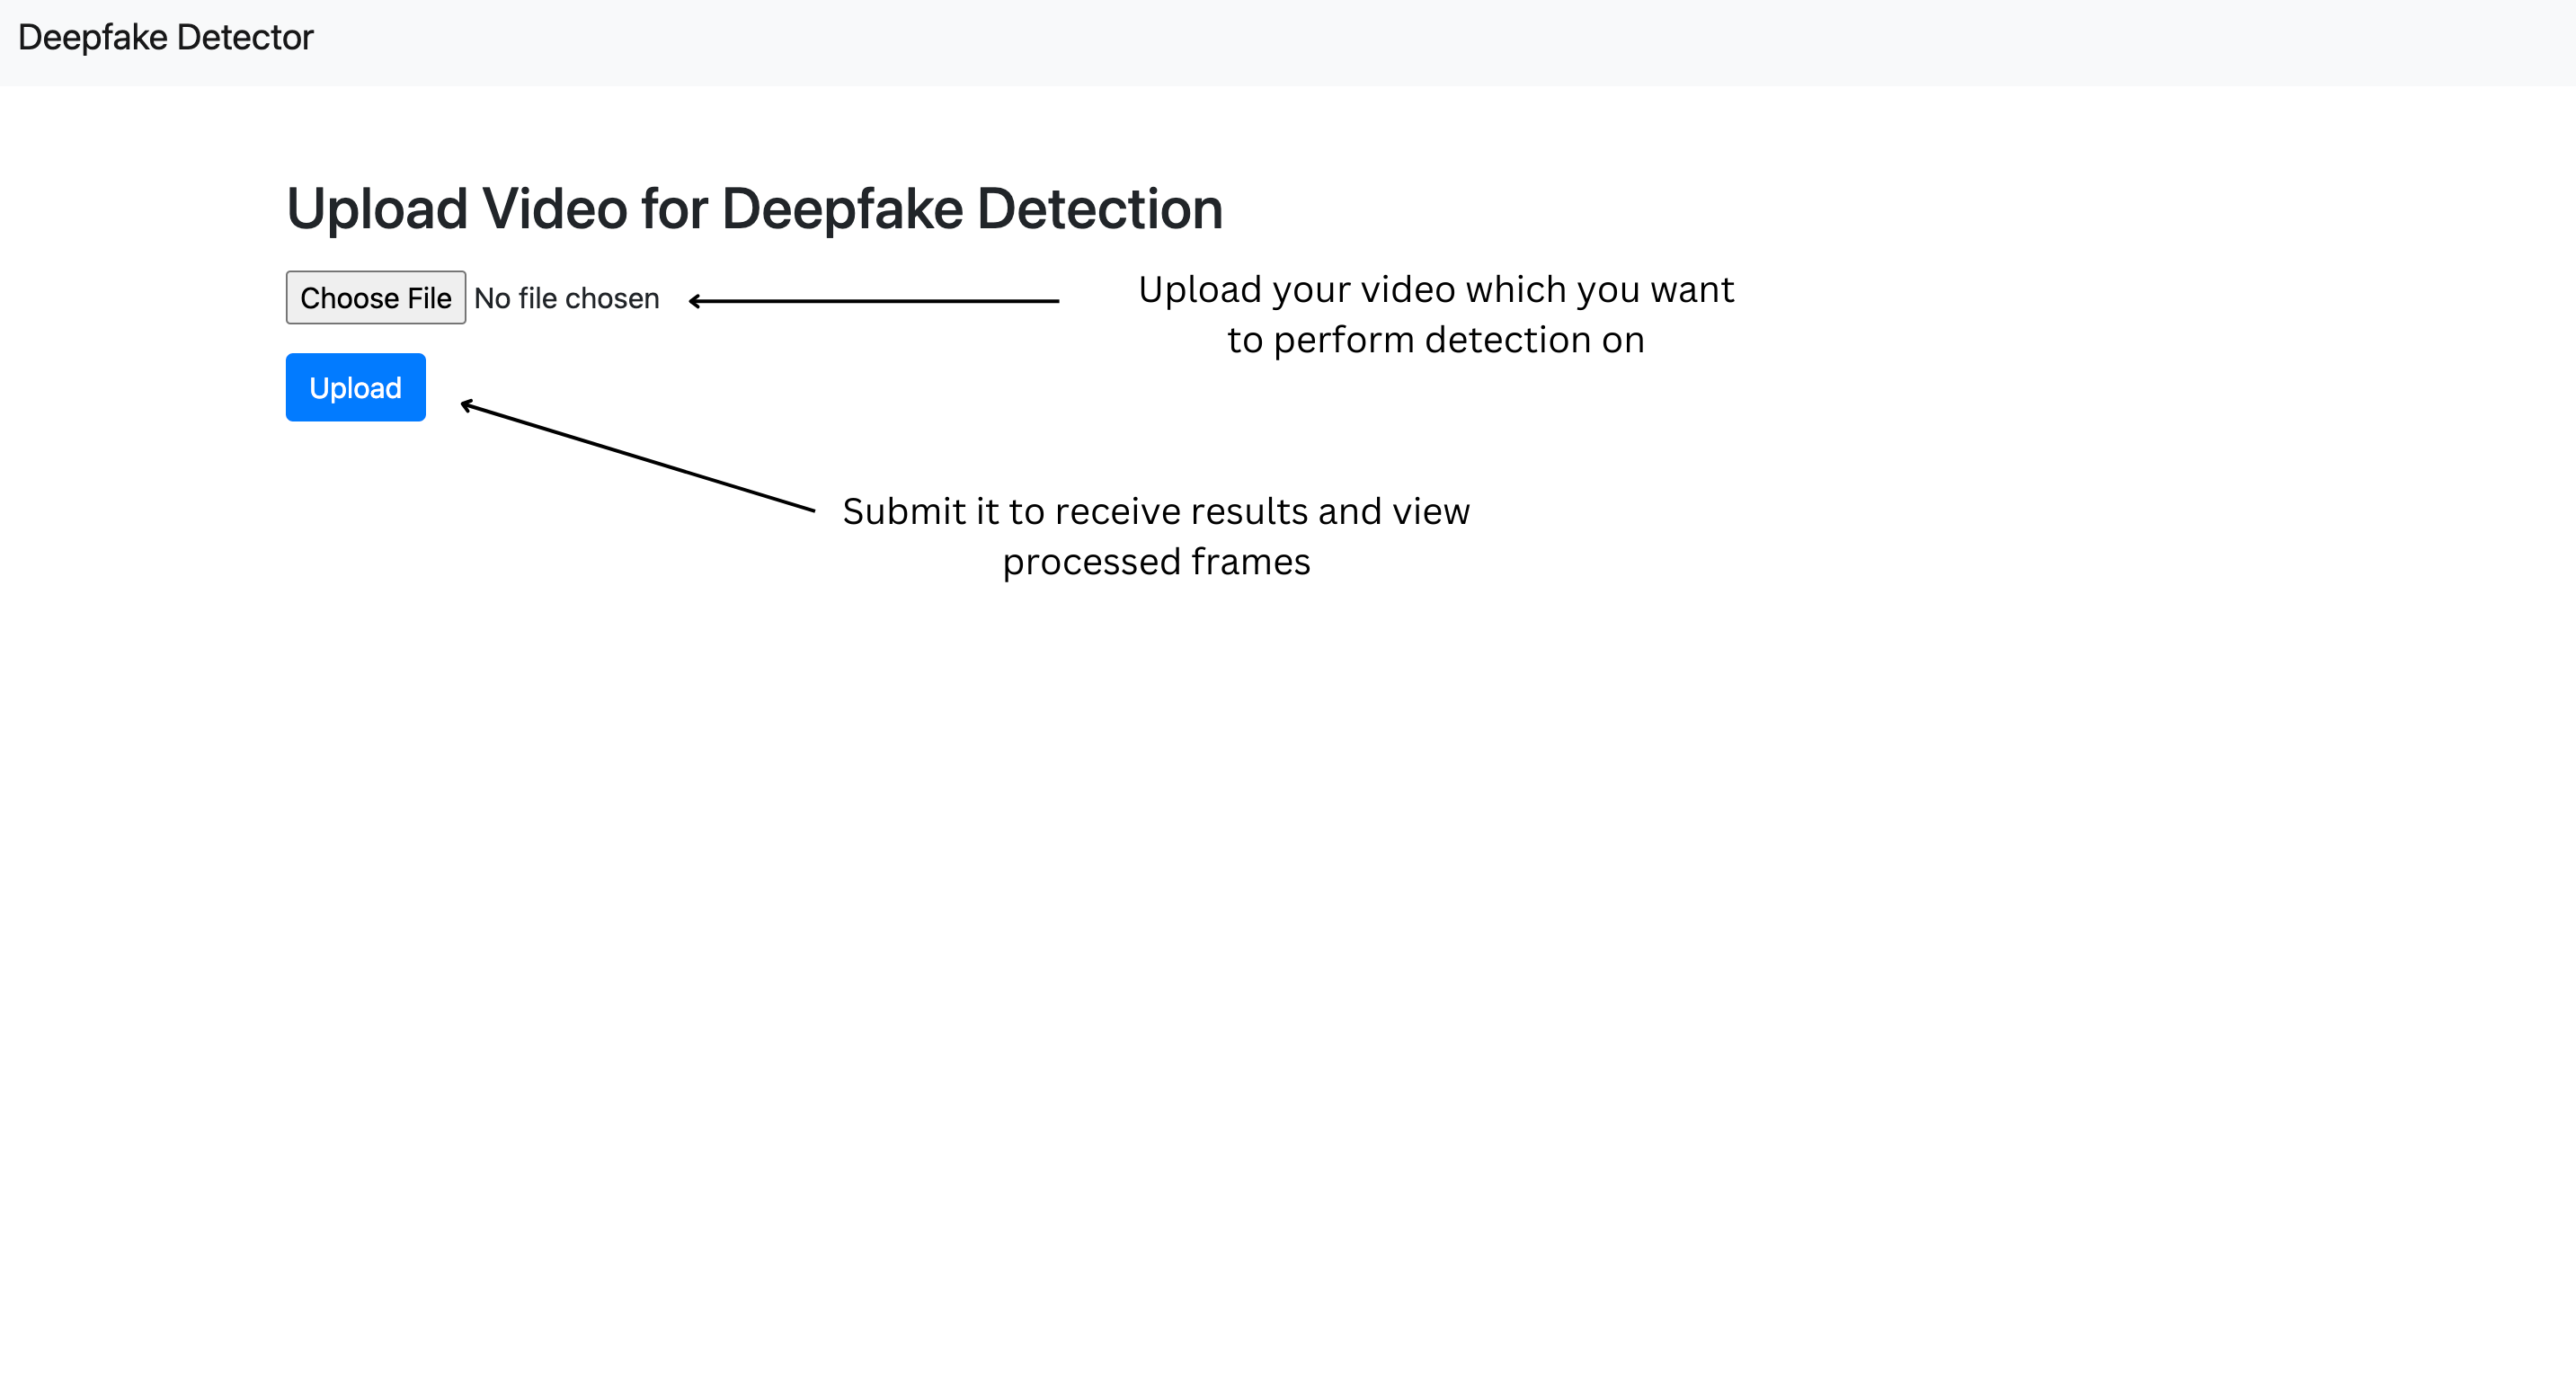 Deepfake Detector
Upload Video for Deepfake Detection
Choose File No file chosen
Upload your video which you want
to perform detection on
Upload
Submit it to receive results and view
processed frames